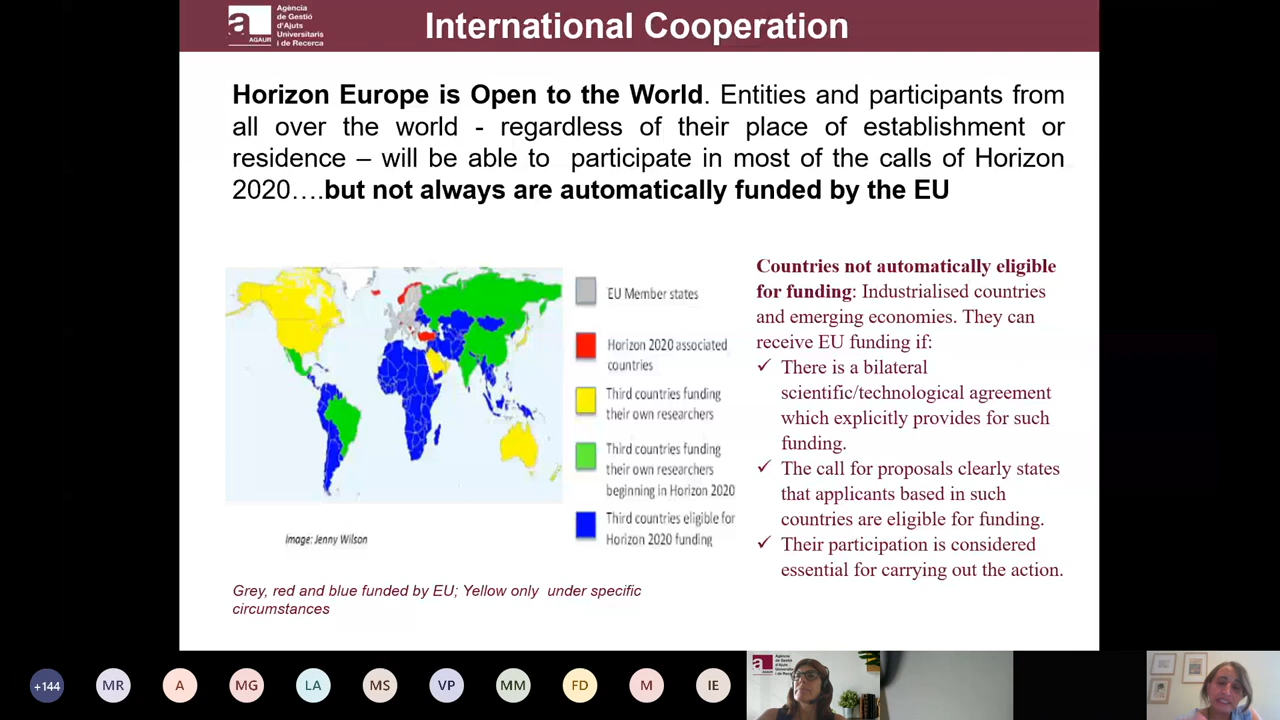 Agència
de Gestió
d'Ajuts
Universitaris
i de Recerca
AGAUR
International Cooperation
Horizon Europe is Open to the World. Entities and participants from
all over the world - regardless of their place of establishment or
residence – will be able to participate in most of the calls of Horizon
2020….but not always are automatically funded by the EU
EU Member states
Horizon 2020 associated
countries
Third countries funding
their own researchers
Third countries funding
their own researchers
beginning in Horizon 2020
Third countries eligible for
Horizon 2020 funding
Image: Jenny Wilson
Grey, red and blue funded by EU; Yellow only under specific
circumstances
Countries not automatically eligible
for funding: Industrialised countries
and emerging economies. They can
receive EU funding if:
✓ There is a bilateral
scientific/technological agreement
which explicitly provides for such
funding.
✓ The call for proposals clearly states
that applicants based in such
countries are eligible for funding.
✓ Their participation is considered
essential for carrying out the action.
+144
MR
A
MG
LA
MS
VP
MM
FD
M
IE
Agència
de Gestió
d'Ajuts